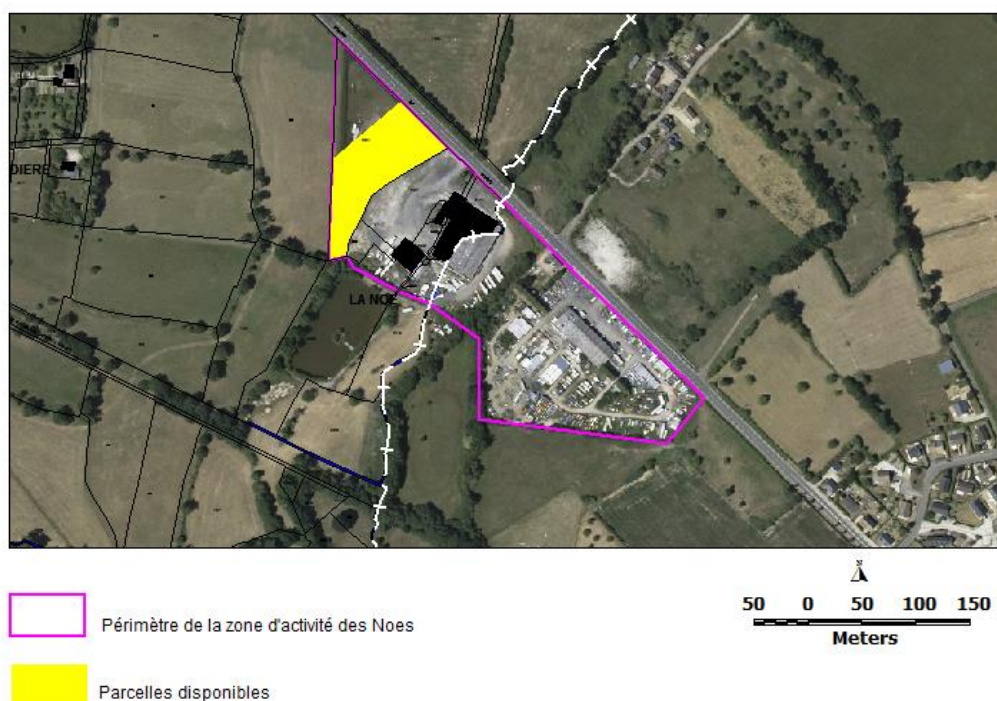 DIERE
LA NOE
N
50 0 50 100 150
Meters
Périmètre de la zone d'activité des Noes
Parcelles disponibles